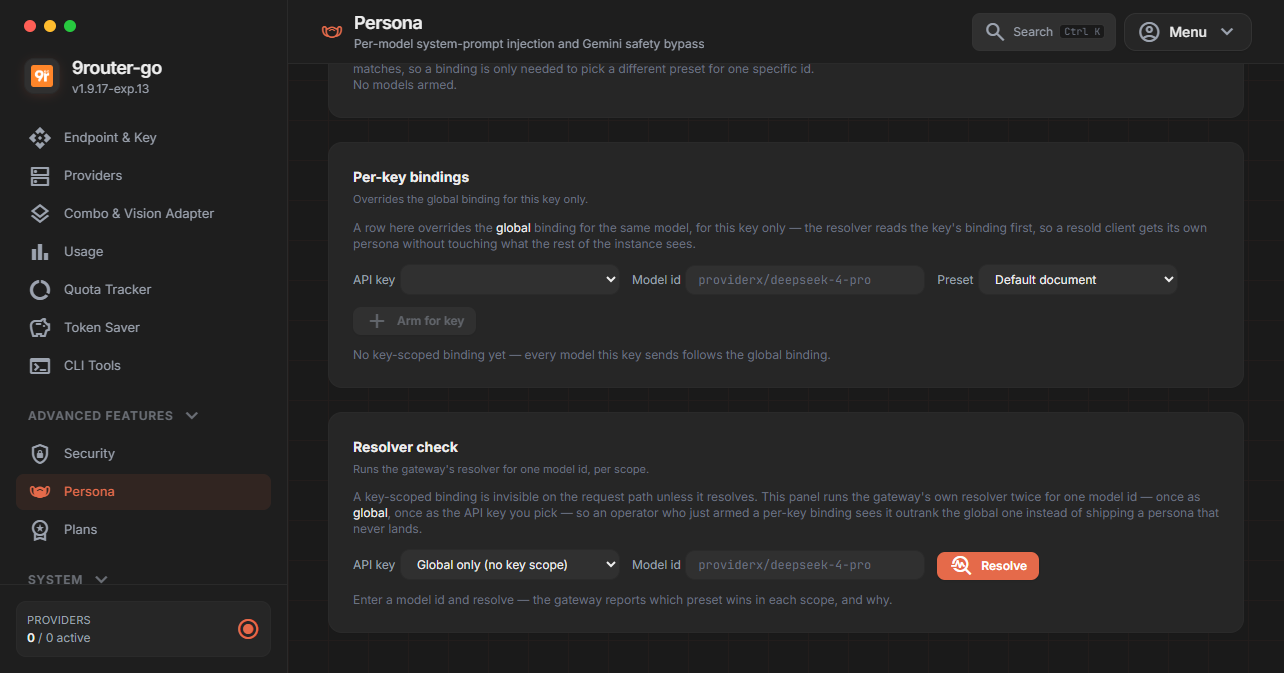 9r
9router-go
v1.9.17-exp.13
Endpoint & Key
Providers
Combo & Vision Adapter
Usage
Quota Tracker
Token Saver
CLI Tools
ADVANCED FEATURES
Security
Persona
Plans
SYSTEM
PROVIDERS
0 / 0 active
Persona
Per-model system-prompt injection and Gemini safety bypass
Search Ctrl K
Menu
matches, so a binding is only needed to pick a different preset for one specific id.
No models armed.
Per-key bindings
Overrides the global binding for this key only.
A row here overrides the global binding for the same model, for this key only — the resolver reads the key's binding first, so a resold client gets its own
persona without touching what the rest of the instance sees.
API key Model id providerx/deepseek-4-pro Preset Default document
Arm for key
No key-scoped binding yet — every model this key sends follows the global binding.
Resolver check
Runs the gateway's resolver for one model id, per scope.
A key-scoped binding is invisible on the request path unless it resolves. This panel runs the gateway's own resolver twice for one model id — once as
global, once as the API key you pick — so an operator who just armed a per-key binding sees it outrank the global one instead of shipping a persona that
never lands.
API key Global only (no key scope) Model id providerx/deepseek-4-pro Resolve
Enter a model id and resolve — the gateway reports which preset wins in each scope, and why.